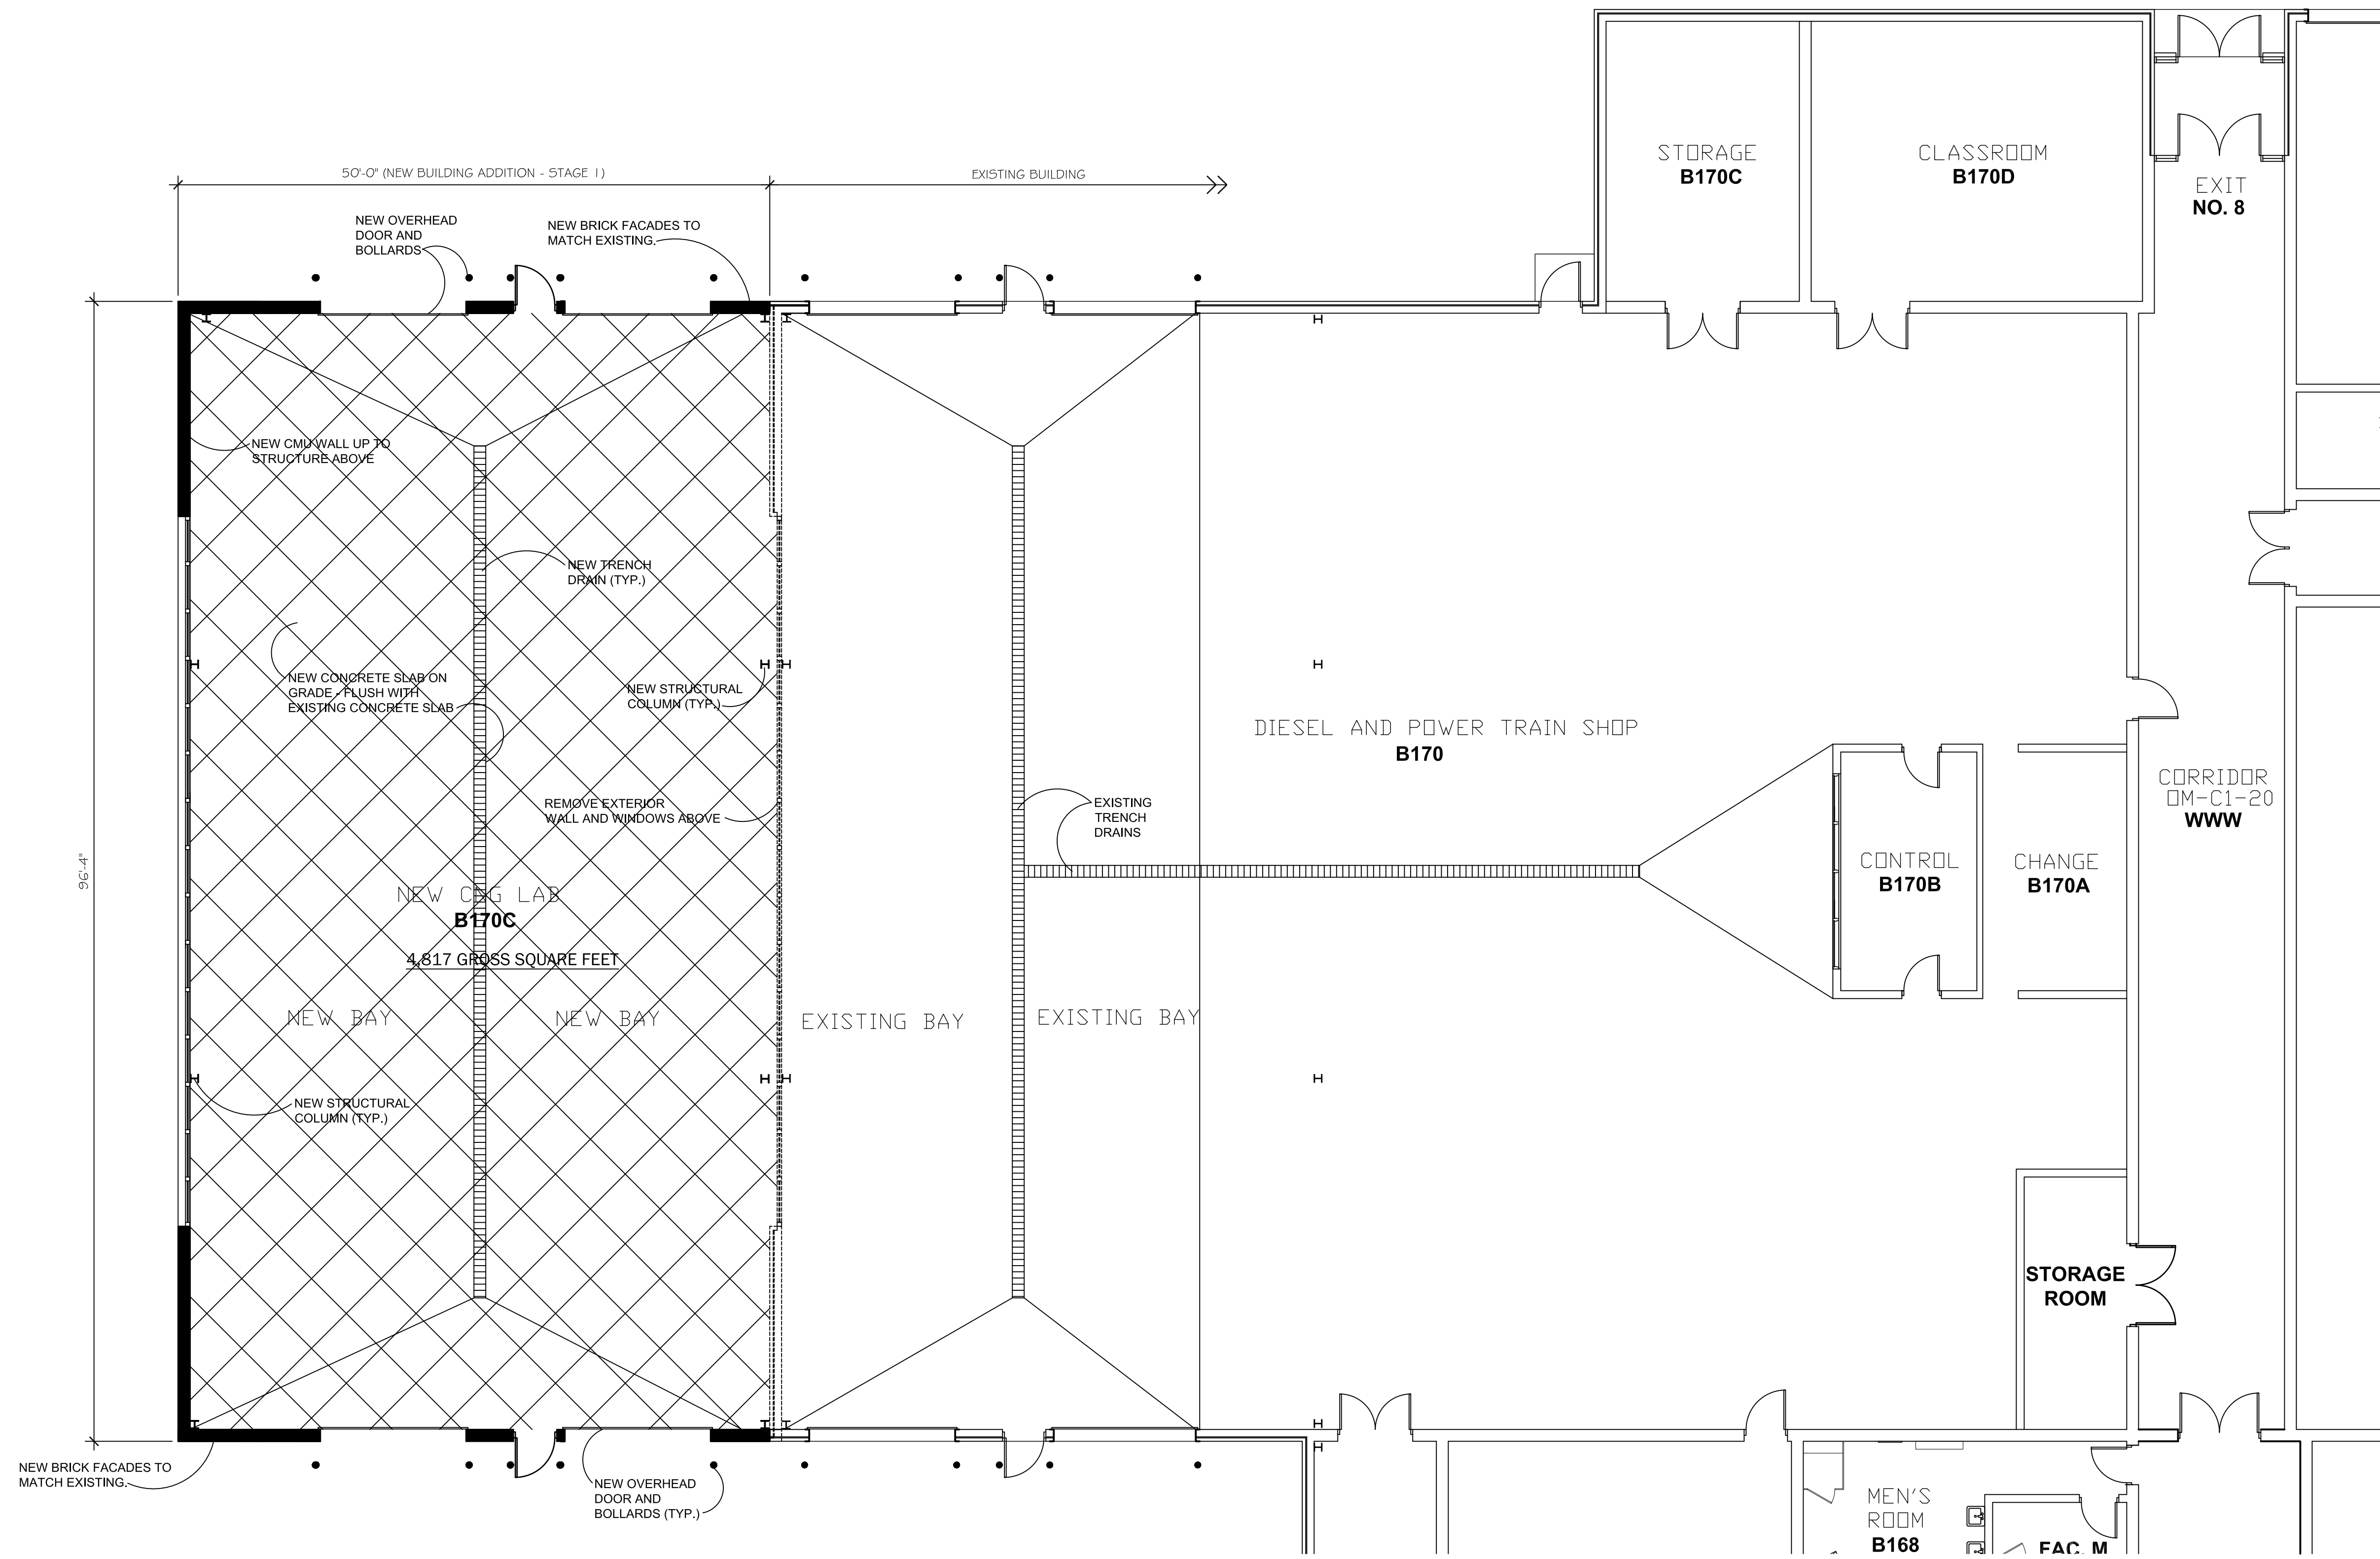 STORAGE
B170C
CLASSROOM
B170D
EXIT
NO. 8
50'-0" (NEW BUILDING ADDITION - STAGE 1)
EXISTING BUILDING
NEW OVERHEAD
DOOR AND
BOLLARDS
NEW BRICK FACADES TO
MATCH EXISTING.
NEW CMU WALL UP TO
STRUCTURE ABOVE
NEW TRENCH
DRAIN (TYP.)
NEW CONCRETE SLAB ON
GRADE - FLUSH WITH
EXISTING CONCRETE SLAB
NEW STRUCTURAL
COLUMN (TYP.)
DIESEL AND POWER TRAIN SHOP
B170
REMOVE EXTERIOR
WALL AND WINDOWS ABOVE
EXISTING
TRENCH
DRAINS
CORRIDOR
OM-C1-20
WWW
CONTROL
B170B
CHANGE
B170A
96'-4"
NEW CNG LAB
B170C
4,817 GROSS SQUARE FEET
NEW BAY
NEW BAY
EXISTING BAY
EXISTING BAY
NEW STRUCTURAL
COLUMN (TYP.)
STORAGE
ROOM
NEW BRICK FACADES TO
MATCH EXISTING.
NEW OVERHEAD
DOOR AND
BOLLARDS (TYP.)
MEN'S
ROOM
B168
FAC. M